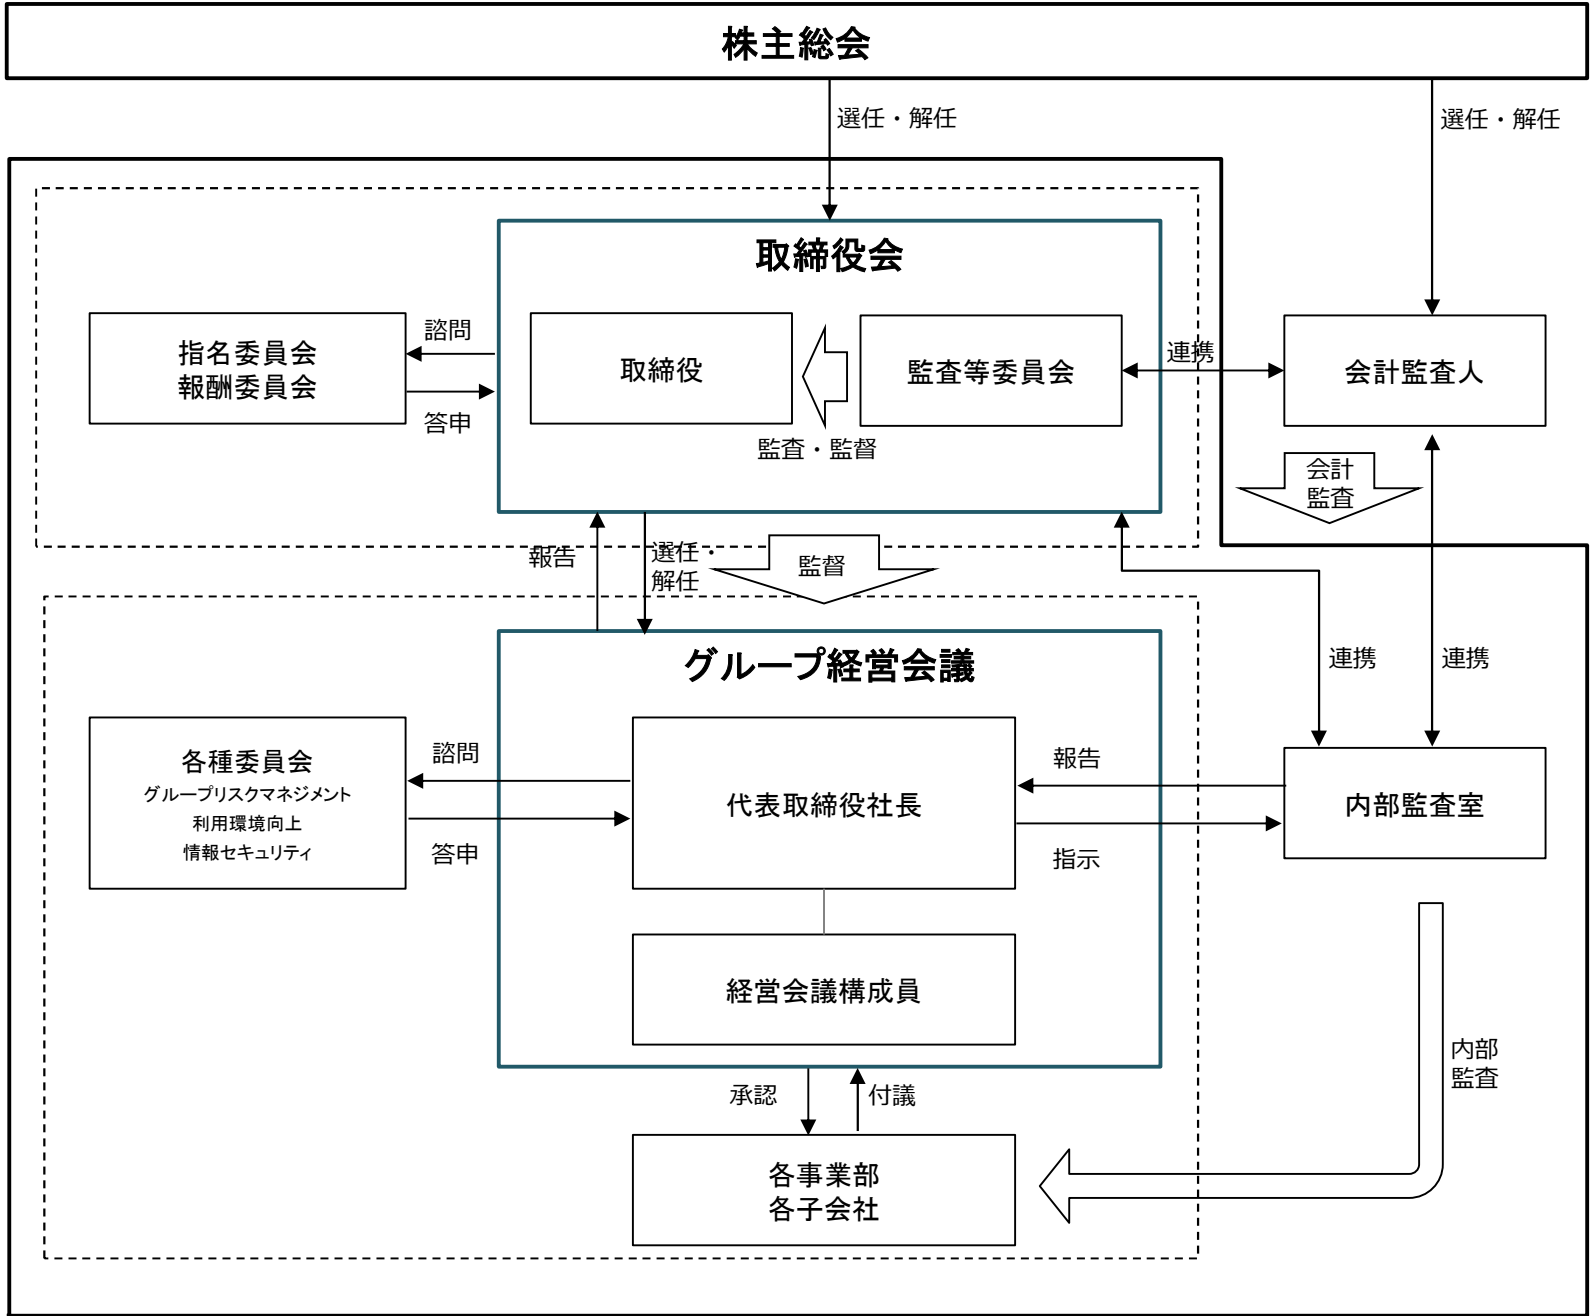 株主総会
選任・解任
選任・解任
取締役会
指名委員会
報酬委員会
諮問
答申
取締役
監査等委員会
監査・監督
連携
会計監査人
会計
監査
報告
選任・
解任
監督
連携
連携
グループ経営会議
各種委員会
グループリスクマネジメント
利用環境向上
情報セキュリティ
諮問
答申
代表取締役社長
報告
指示
内部監査室
経営会議構成員
内部
監査
承認
付議
各事業部
各子会社